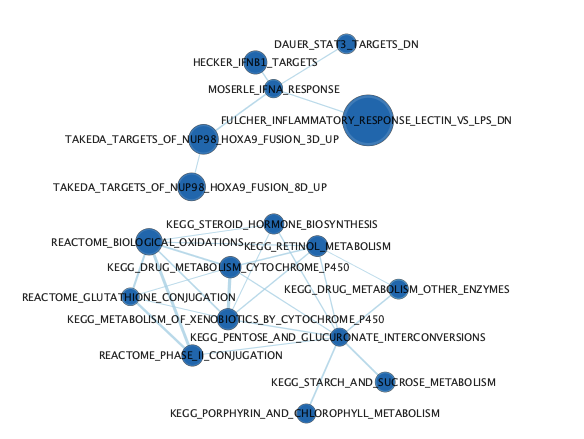 DAUER_STAT3_TARGETS_DN
HECKER_IFNB1_TARGETS
MOSERLE_IFNA_RESPONSE
FULCHER_INFLAMMATORY_RESPONSE_LECTIN_VS_LPS_DN
TAKEDA_TARGETS_OF_NUP98_HOXA9_FUSION_3D_UP
TAKEDA_TARGETS_OF_NUP98_HOXA9_FUSION_8D_UP
KEGG_STEROID_HORMONE_BIOSYNTHESIS
REACTOME_BIOLOGICAL_OXIDATIONS
KEGG_RETINOL_METABOLISM
KEGG_DRUG_METABOLISM_CYTOCHROME_P450
KEGG_DRUG_METABOLISM_OTHER_ENZYMES
REACTOME_GLUTATHIONE_CONJUGATION
KEGG_METABOLISM_OF_XENOBIOTICS_BY_CYTOCHROME_P450
KEGG_PENTOSE_AND_GLUCURONATE_INTERCONVERSIONS
REACTOME_PHASE_II_CONJUGATION
KEGG_STARCH_AND_SUCROSE_METABOLISM
KEGG_PORPHYRIN_AND_CHLOROPHYLL_METABOLISM